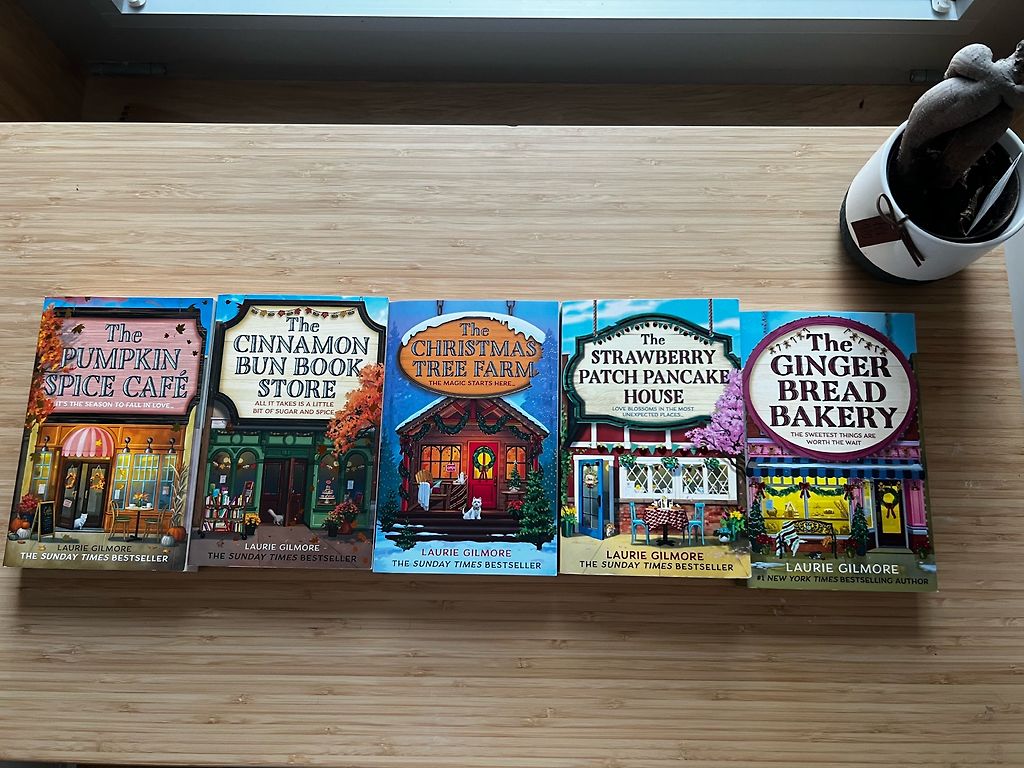 The
PUMPKIN
SPICE CAFÉ
IT'S THE SEASON TO FALL IN LOVE...
LAURIE GILMORE
THE SUNDAY TIMES BESTSELLER
The
CINNAMON
BUN BOOK
STORE
ALL IT TAKES IS A LITTLE
BIT OF SUGAR AND SPICE...
LAURIE GILMORE
THE SUNDAY TIMES BESTSELLER
The
CHRISTMAS
TREE FARM
THE MAGIC STARTS HERE...
LAURIE GILMORE
THE SUNDAY TIMES BESTSELLER
The
STRAWBERRY
PATCH PANCAKE
HOUSE
LOVE BLOSSOMS IN THE MOST
UNEXPECTED PLACES...
LAURIE GILMORE
THE SUNDAY TIMES BESTSELLER
The
GINGER
BREAD
BAKERY
THE SWEETEST THINGS ARE
WORTH THE WAIT
LAURIE GILMORE
#1 NEW YORK TIMES BESTSELLING AUTHOR